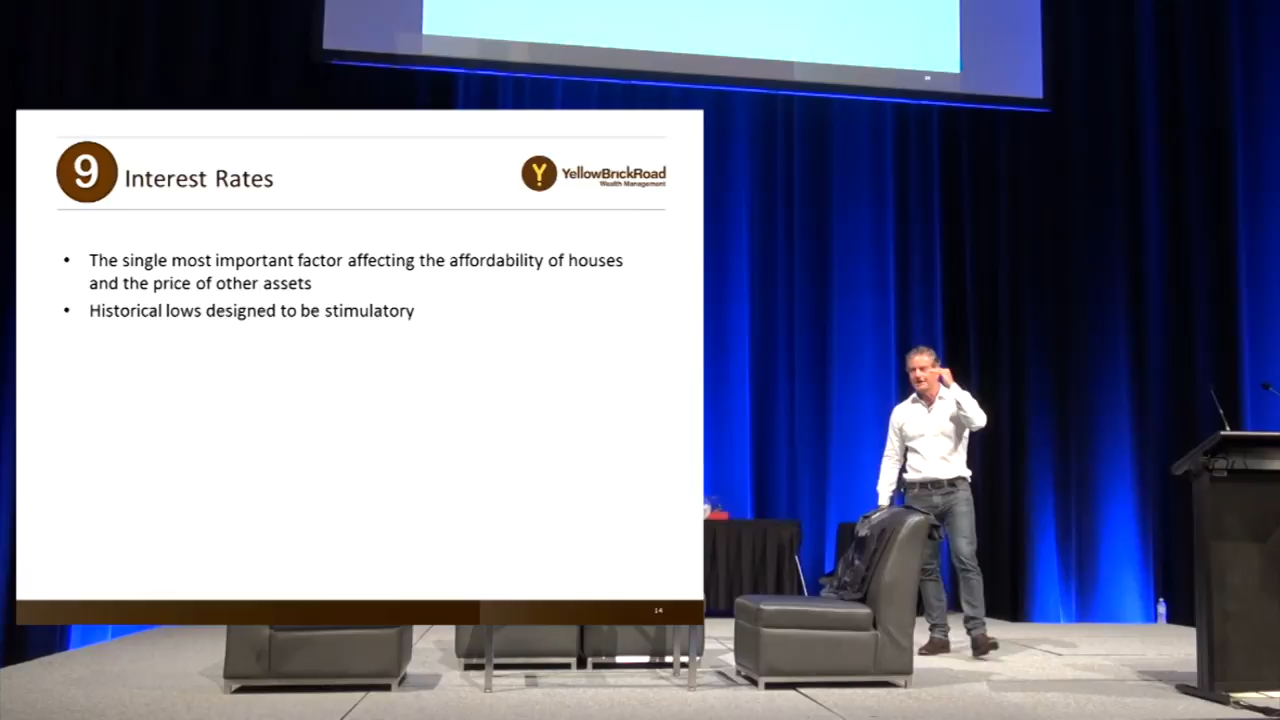 9
Interest Rates
Y
YellowBrickRoad
Wealth Management
• The single most important factor affecting the affordability of houses
and the price of other assets
• Historical lows designed to be stimulatory
14